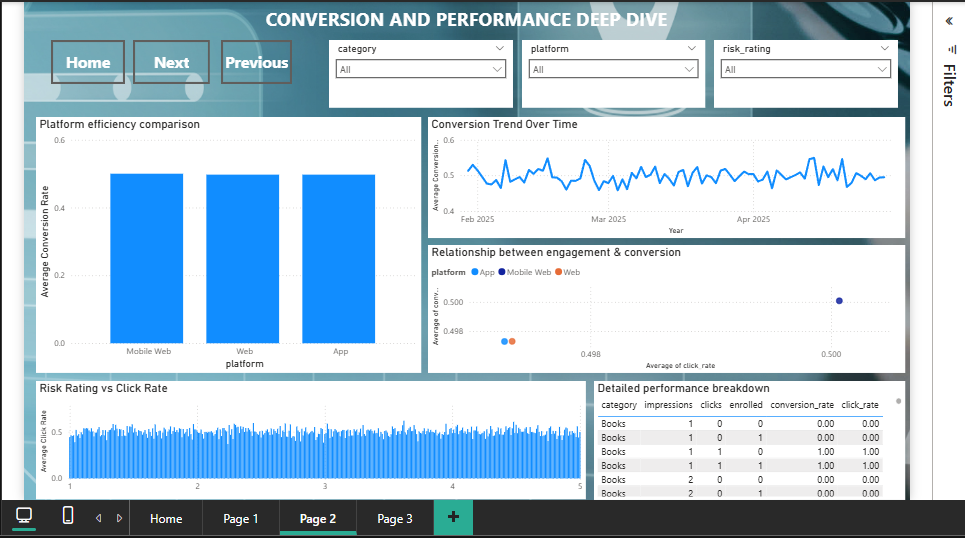 CONVERSION AND PERFORMANCE DEEP DIVE
Home
Next
Previous
category
All
platform
All
risk_rating
All
Filters
Platform efficiency comparison
Average Conversion Rate
0.6
0.4
0.2
0.0
Mobile Web
Web
App
platform
Conversion Trend Over Time
Average Conversion...
0.6
0.5
0.4
Feb 2025
Mar 2025
Apr 2025
Year
Relationship between engagement & conversion
platform App Mobile Web Web
Average of conv...
0.500
0.498
0.498
0.500
Average of click_rate
Risk Rating vs Click Rate
Average Click Rate
0.5
0.0
1
2
3
4
5
Detailed performance breakdown
category impressions clicks enrolled conversion_rate click_rate
Books 1 0 0 0.00 0.00
Books 1 0 1 0.00 0.00
Books 1 1 0 1.00 1.00
Books 1 1 1 1.00 1.00
Books 2 0 0 0.00 0.00
Books 2 0 1 0.00 0.00
Home
Page 1
Page 2
Page 3